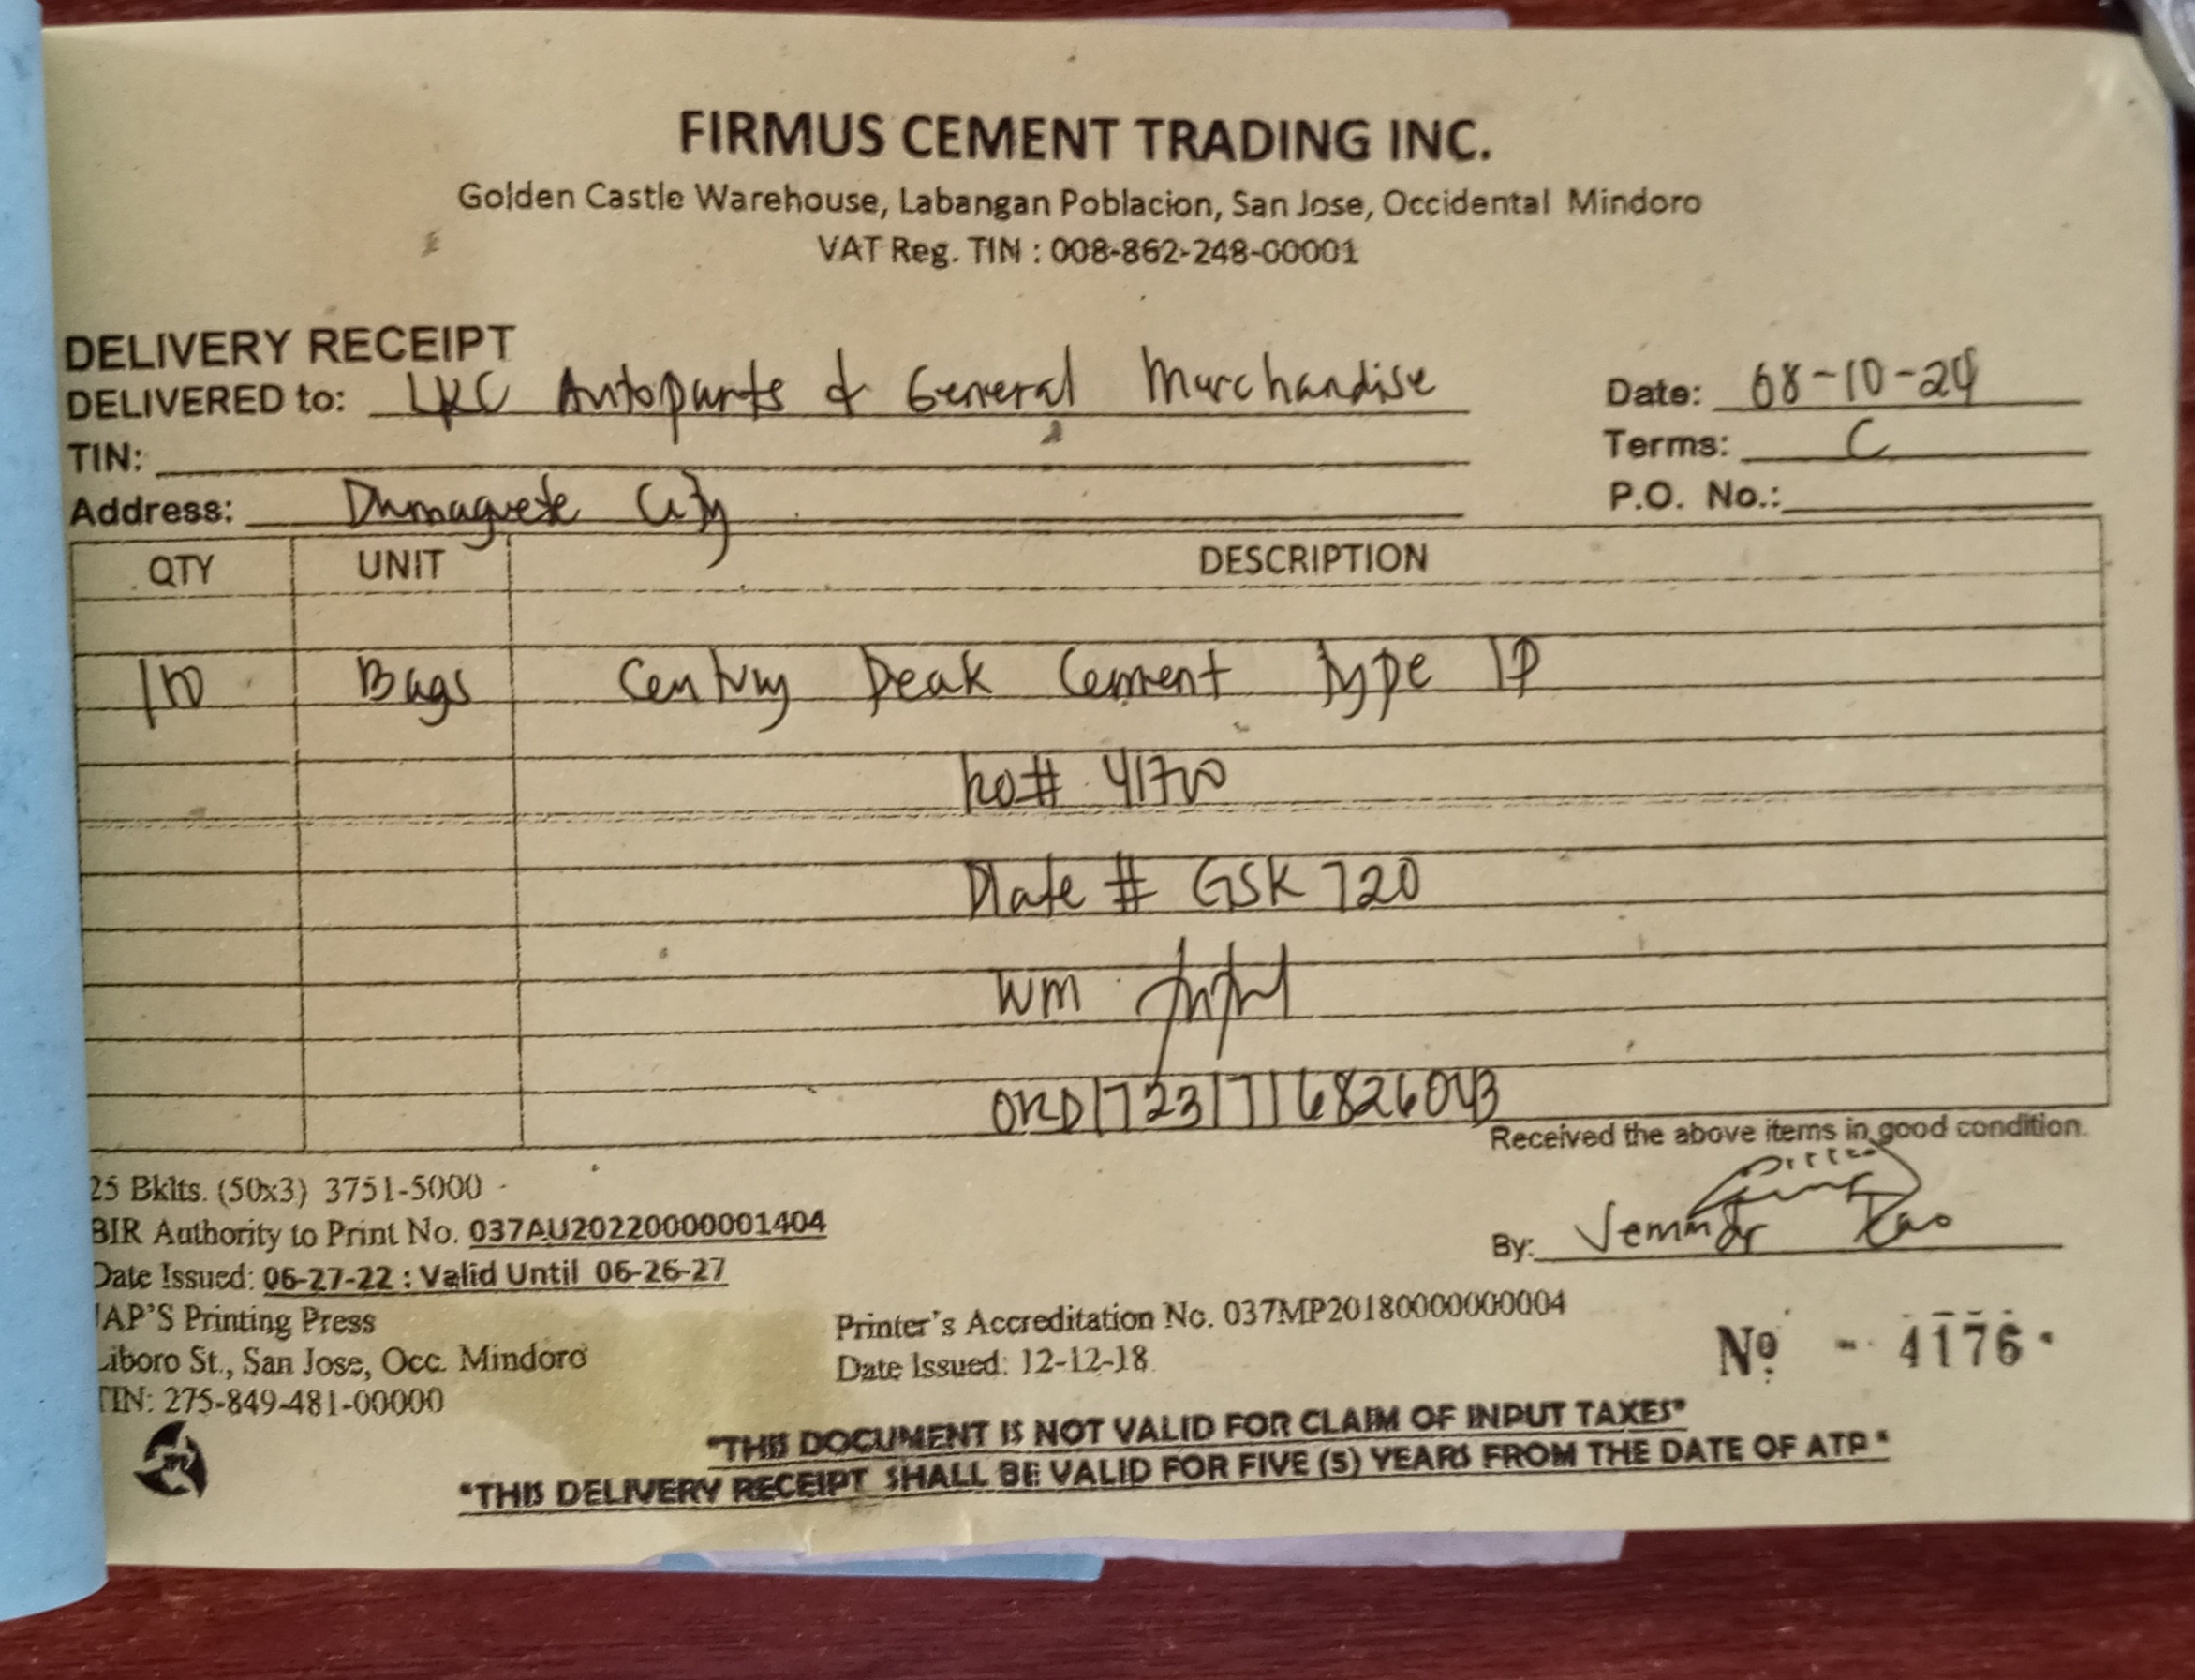 FIRMUS CEMENT TRADING INC.
Golden Castle Warehouse, Labangan Poblacion, San Jose, Occidental Mindoro
VAT Reg. TIN : 008-862-248-00001
DELIVERY RECEIPT
DELIVERED to: LKC Autoparts & General Murchandise
Date: 08-10-24
TIN:
Terms: C
Address: Dumaguete City
P.O. No.:
QTY UNIT DESCRIPTION
Bags Century Peak Cement Type 1P
Plate # GSK 720
WM
ORD1723171682604B
Received the above items in good condition.
25 Bklts. (50x3) 3751-5000
BIR Authority to Print No. 037AU20220000001404
Date Issued: 06-27-22 : Valid Until 06-26-27
By: Vemmar
JAP'S Printing Press
Liboro St., San Jose, Occ. Mindoro
TIN: 275-849-481-00000
Printer's Accreditation No. 037MP20180000000004
Date Issued: 12-12-18
Nº - 4176
"THIS DOCUMENT IS NOT VALID FOR CLAIM OF INPUT TAXES"
"THIS DELIVERY RECEIPT SHALL BE VALID FOR FIVE (5) YEARS FROM THE DATE OF ATP"